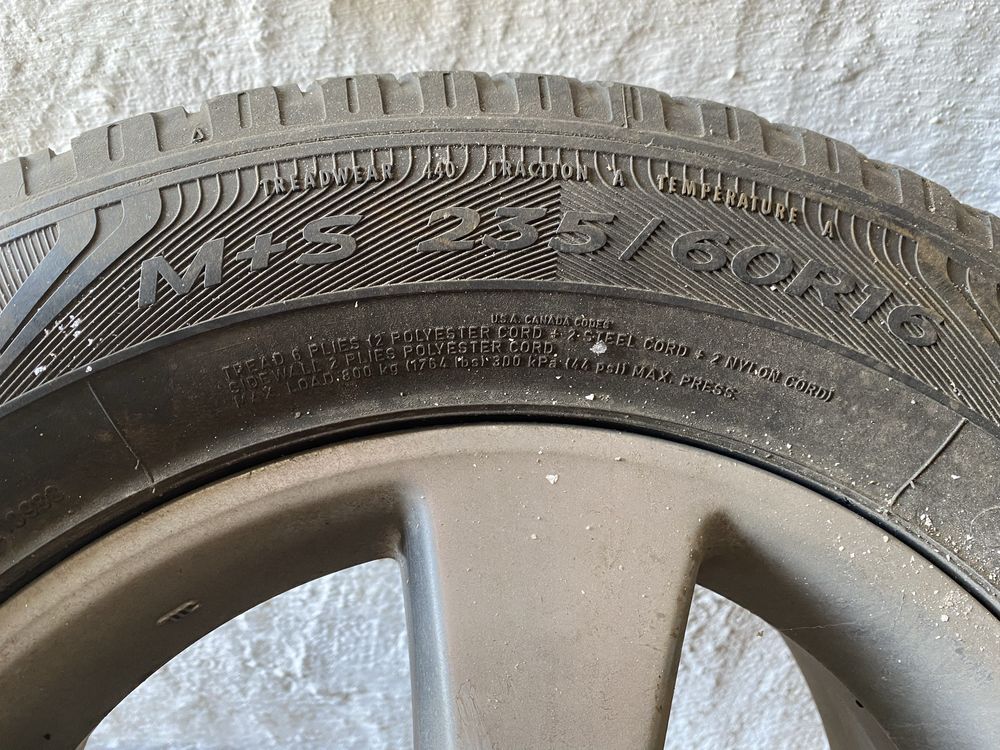 TREADWEAR 440 TRACTION A TEMPERATURE A
M+S 235/60R16
U.S.A. CANADA CODES
TREAD 6 PLIES (2 POLYESTER CORD + 2 STEEL CORD + 2 NYLON CORD)
SIDEWALL 2 PLIES POLYESTER CORD
MAX. LOAD 800 kg (1764 lbs) 300 kPa (44 psi) MAX. PRESS.